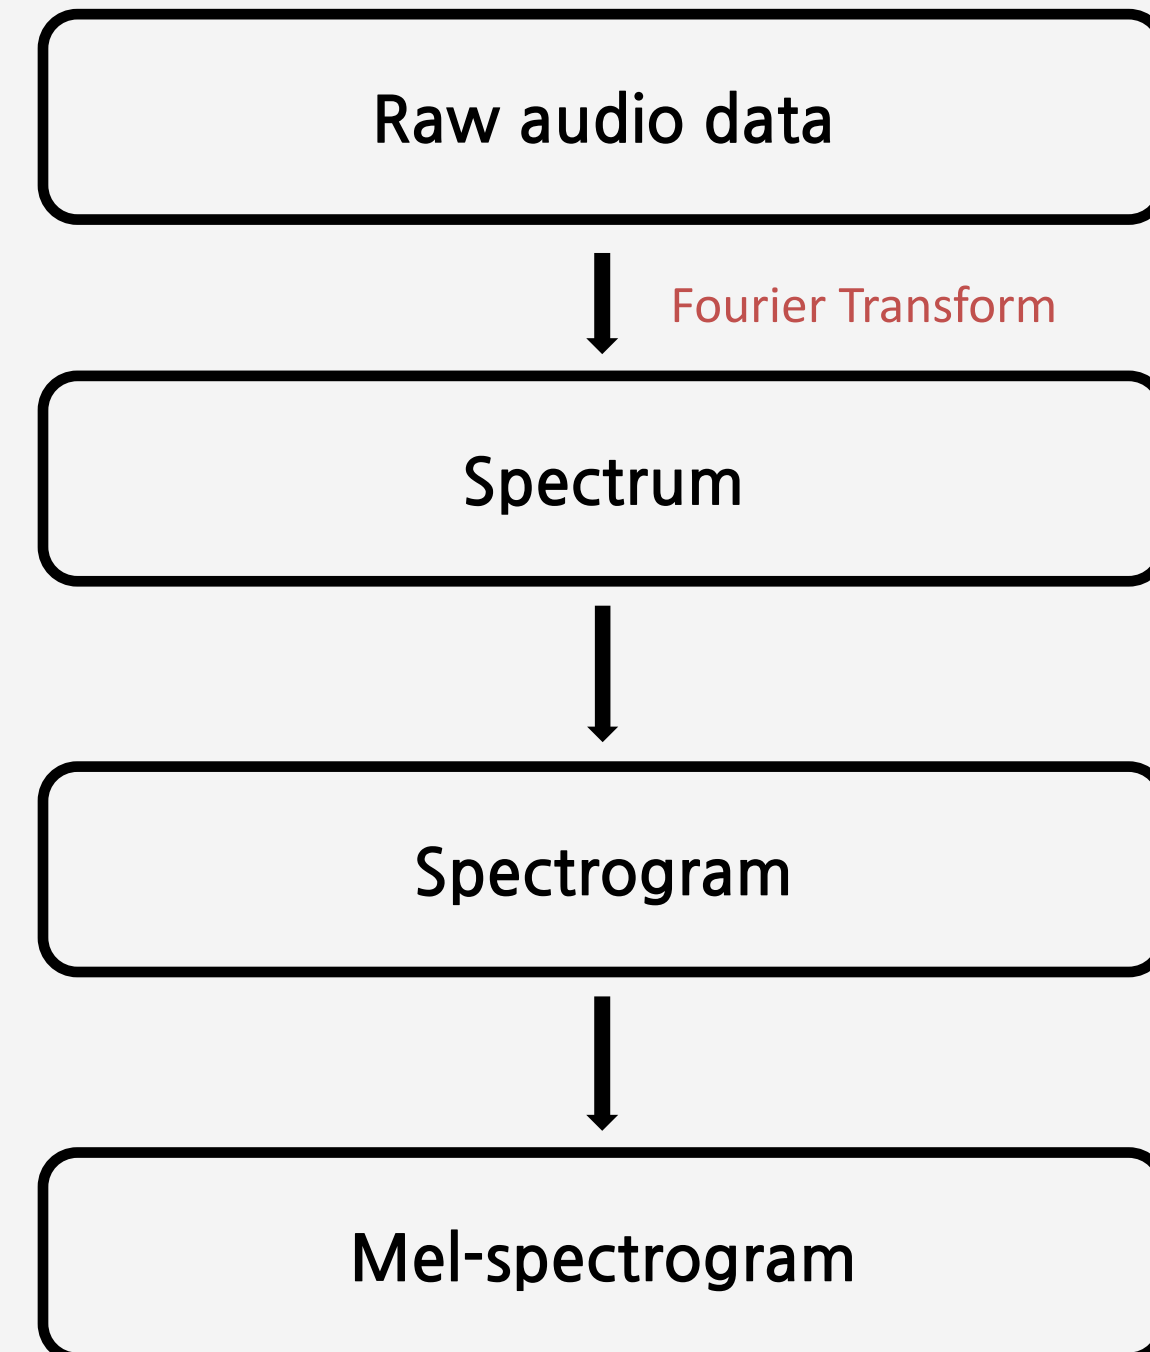 Raw audio data
Fourier Transform
Spectrum
Spectrogram
Mel-spectrogram